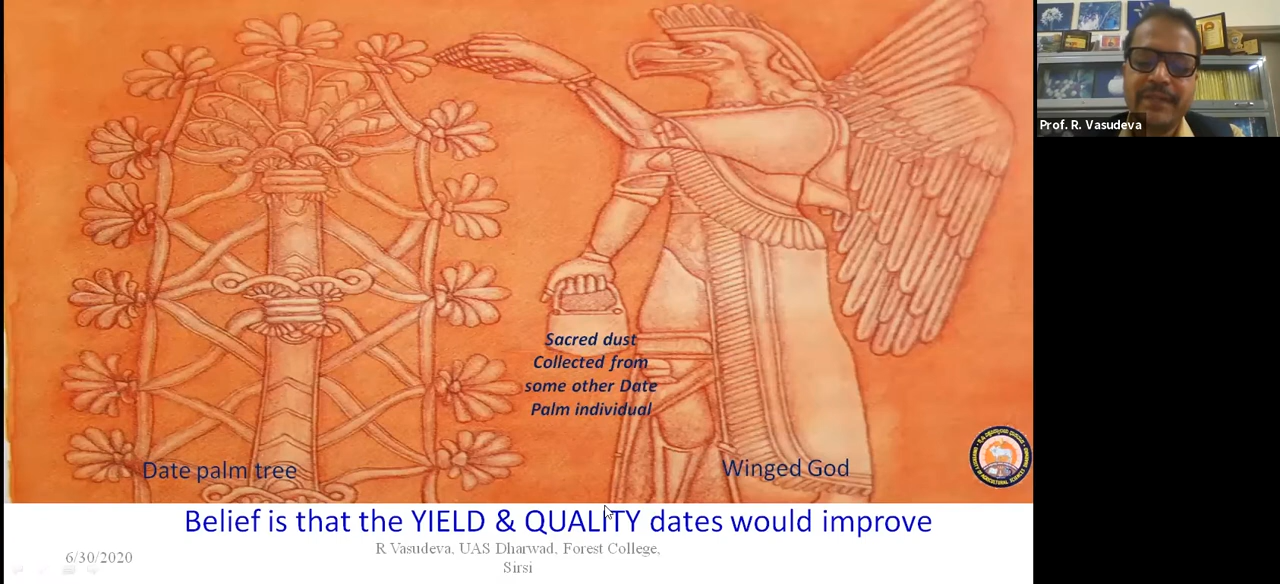 Prof. R. Vasudeva
Sacred dust
Collected from
some other Date
Palm individual
Date palm tree
Winged God
Belief is that the YIELD & QUALITY dates would improve
6/30/2020
R Vasudeva, UAS Dharwad, Forest College,
Sirsi